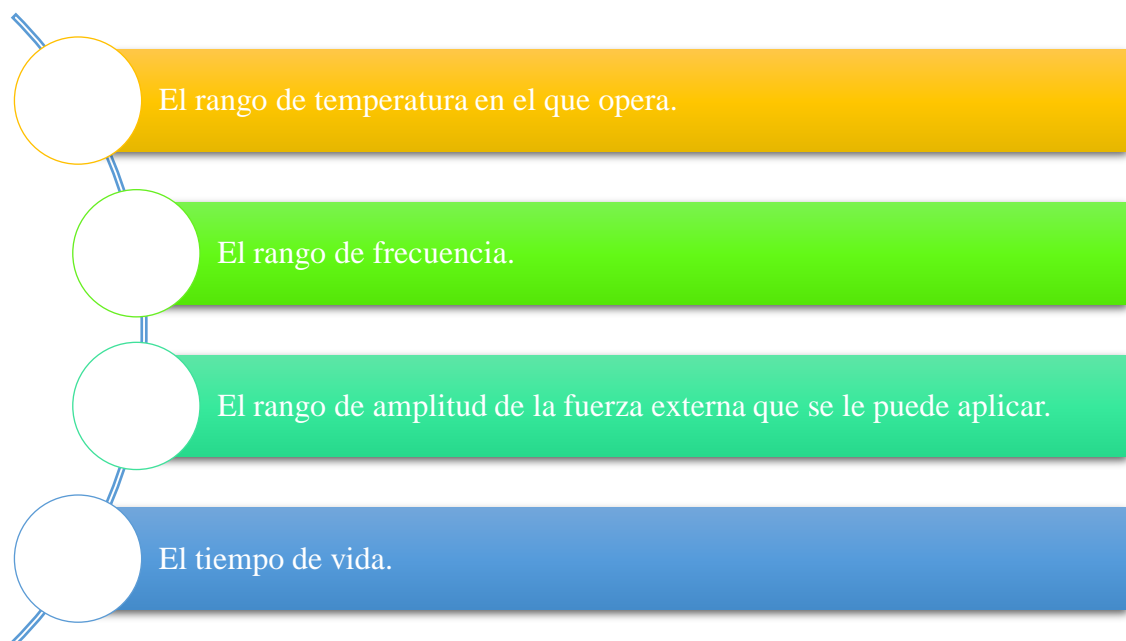 El rango de temperatura en el que opera.
El rango de frecuencia.
El rango de amplitud de la fuerza externa que se le puede aplicar.
El tiempo de vida.